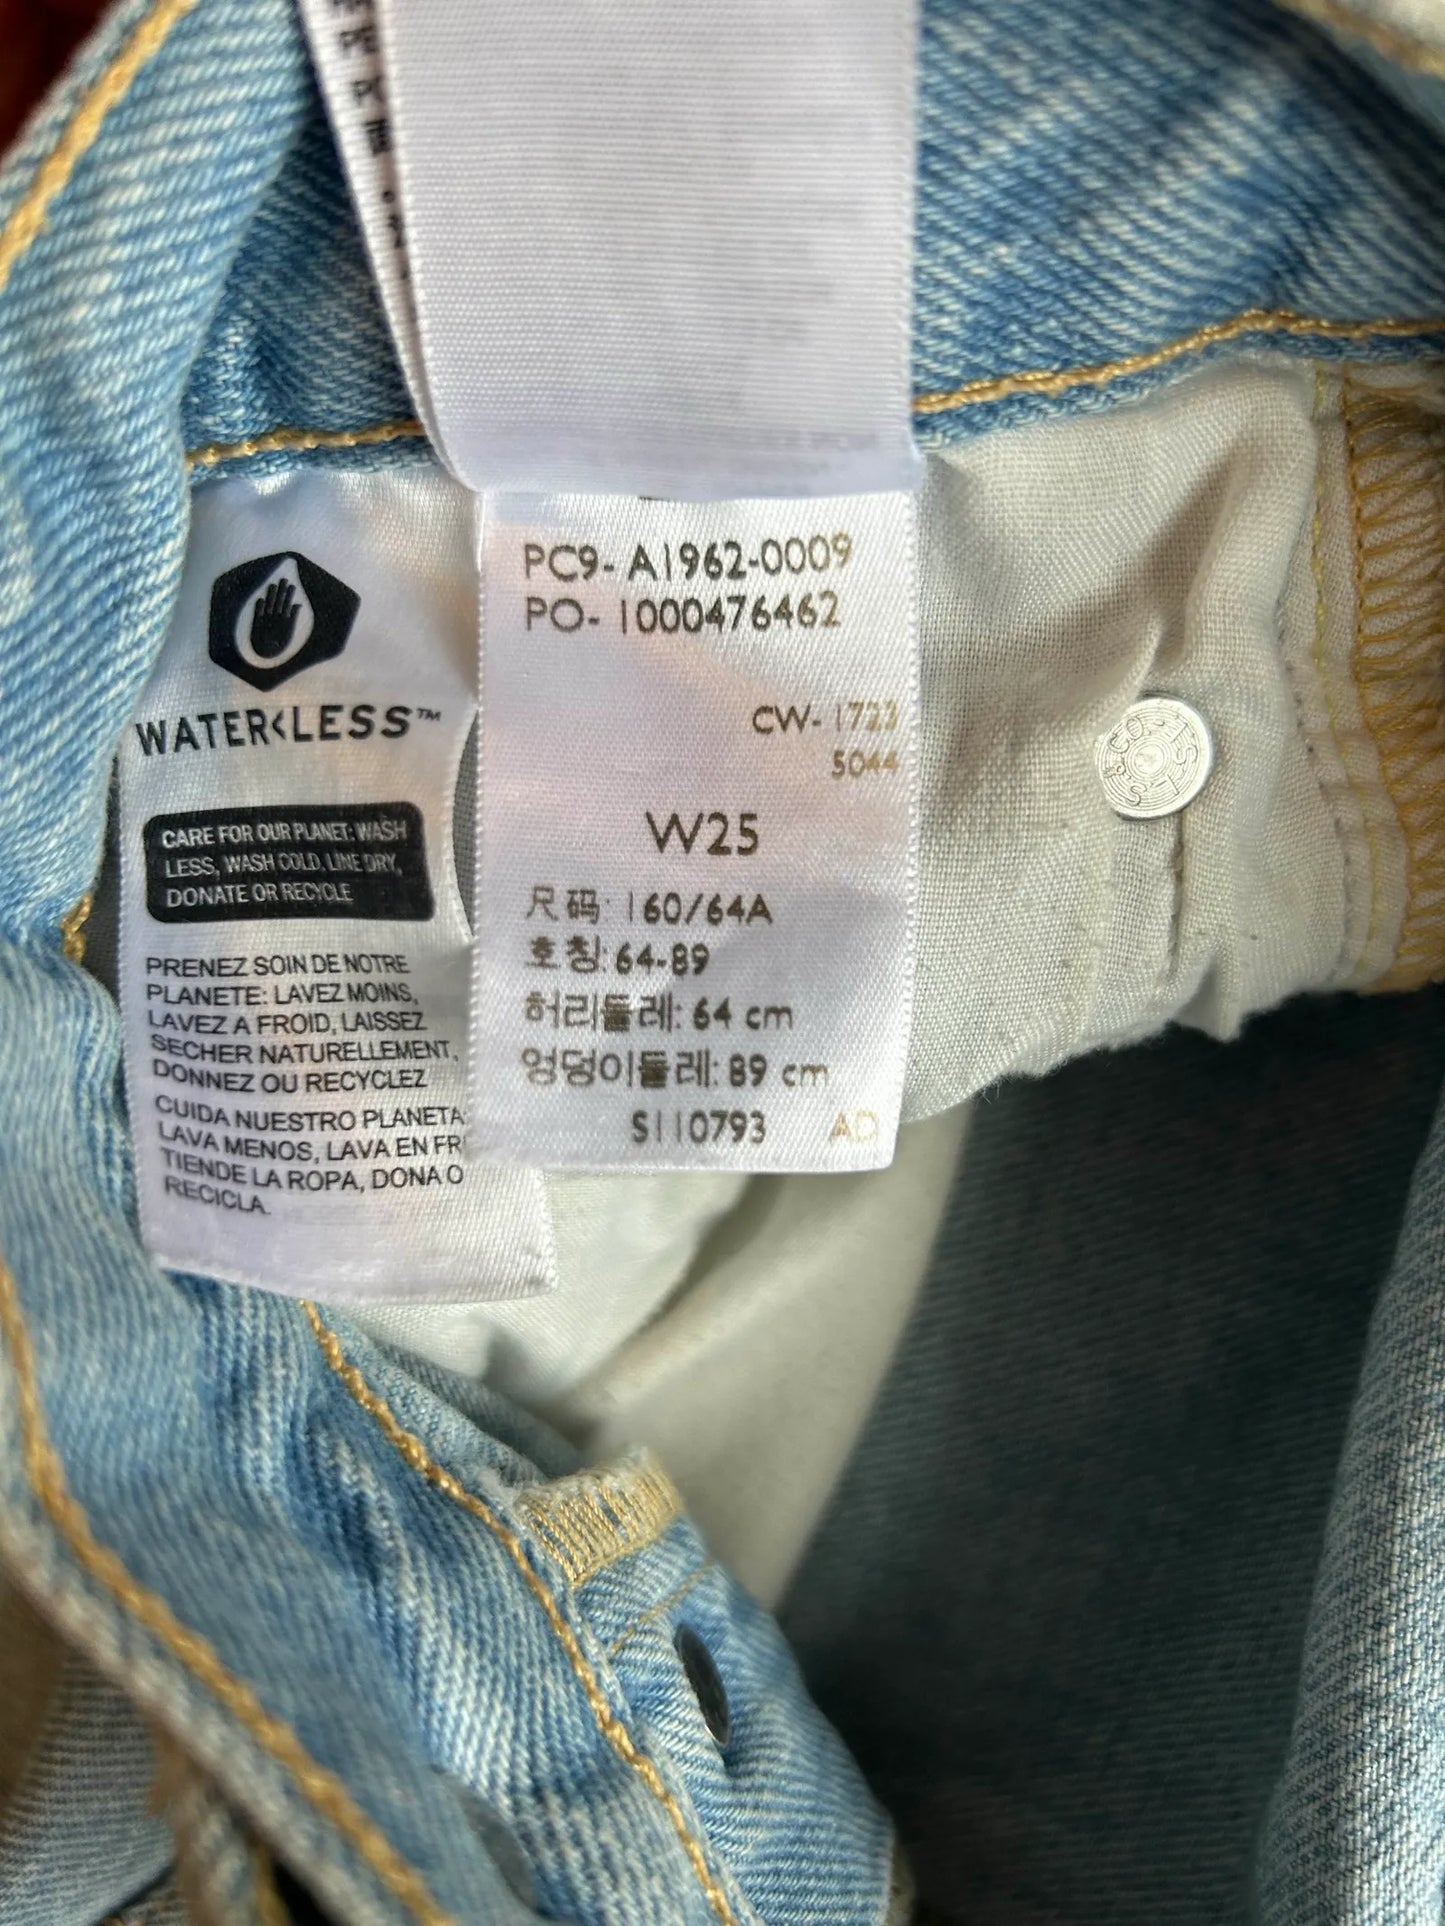 WATER<LESS™
CARE FOR OUR PLANET: WASH
LESS, WASH COLD, LINE DRY,
DONATE OR RECYCLE
PRENEZ SOIN DE NOTRE
PLANETE: LAVEZ MOINS,
LAVEZ A FROID, LAISSEZ
SECHER NATURELLEMENT,
DONNEZ OU RECYCLEZ
CUIDA NUESTRO PLANETA:
LAVA MENOS, LAVA EN FR
TIENDE LA ROPA, DONA O
RECICLA.
PC9- A1962-0009
PO- 1000476462
CW- 1723
5044
W25
尺码: 160/64A
호칭: 64-89
허리둘레: 64 cm
엉덩이둘레: 89 cm
S110793 AD